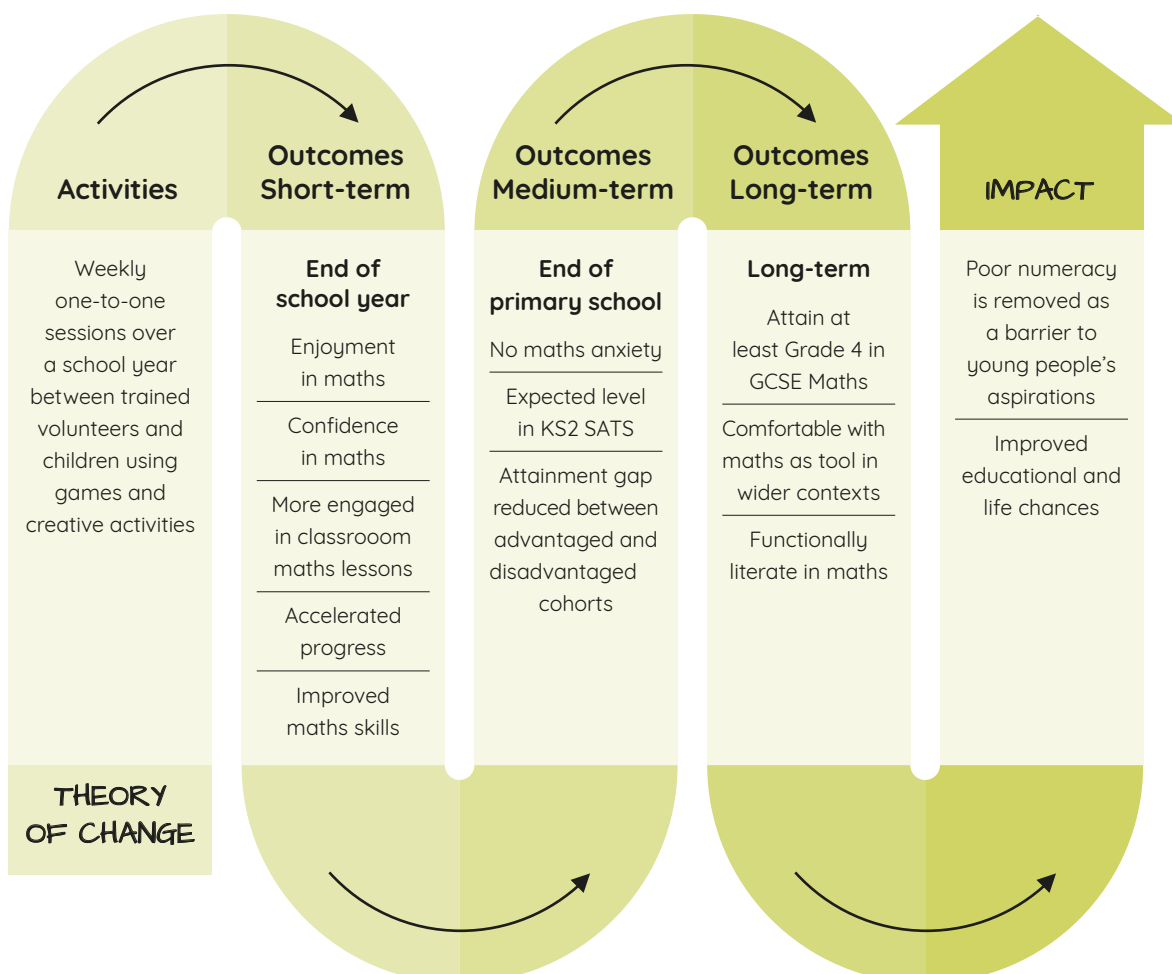 Activities
Weekly
one-to-one
sessions over
a school year
between trained
volunteers and
children using
games and
creative activities
THEORY
OF CHANGE
Outcomes
Short-term
End of
school year
Enjoyment
in maths
Confidence
in maths
More engaged
in classrooom
maths lessons
Accelerated
progress
Improved
maths skills
Outcomes
Medium-term
End of
primary school
No maths anxiety
Expected level
in KS2 SATS
Attainment gap
reduced between
advantaged and
disadvantaged
cohorts
Outcomes
Long-term
Long-term
Attain at
least Grade 4 in
GCSE Maths
Comfortable with
maths as tool in
wider contexts
Functionally
literate in maths
IMPACT
Poor numeracy
is removed as
a barrier to
young people’s
aspirations
Improved
educational and
life chances